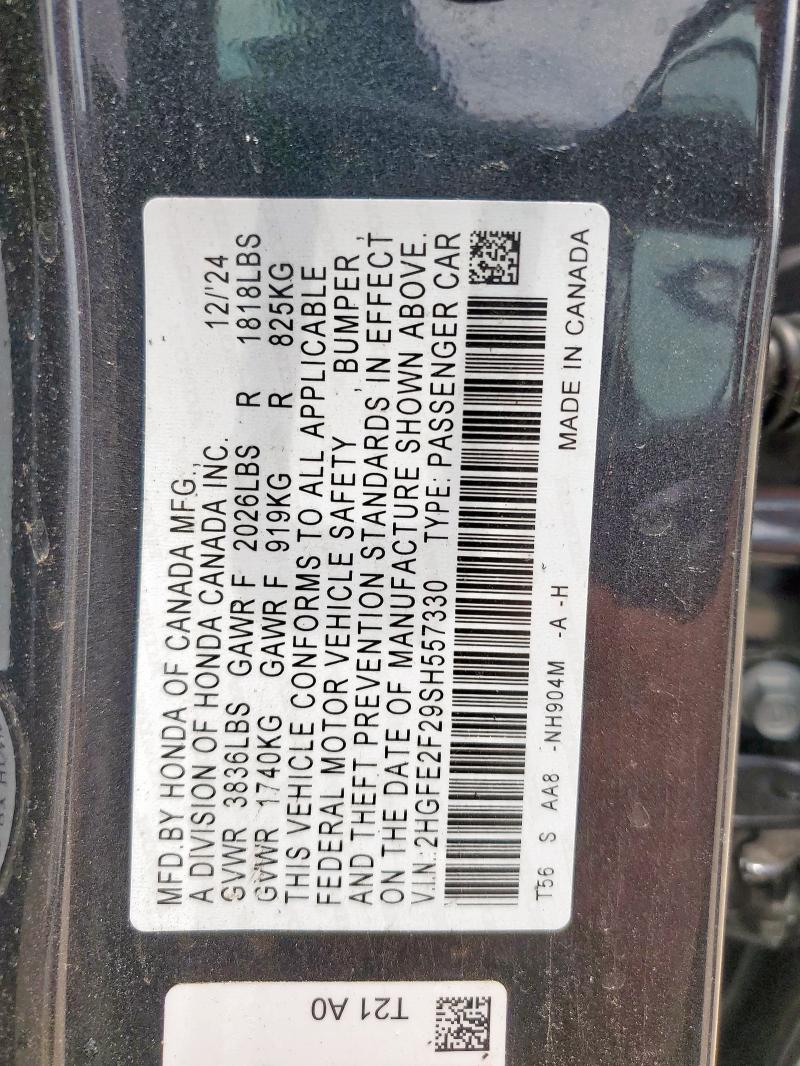 MFD.BY HONDA OF CANADA MFG.,
A DIVISION OF HONDA CANADA INC. 12/'24
GVWR 3836LBS GAWR F 2026LBS R 1818LBS
GVWR 1740KG GAWR F 919KG R 825KG
THIS VEHICLE CONFORMS TO ALL APPLICABLE
FEDERAL MOTOR VEHICLE SAFETY , BUMPER ,
AND THEFT PREVENTION STANDARDS IN EFFECT
ON THE DATE OF MANUFACTURE SHOWN ABOVE.
V.I.N.:2HGFE2F29SH557330 TYPE: PASSENGER CAR
T56 S AA8 -NH904M -A -H MADE IN CANADA
T21 A0